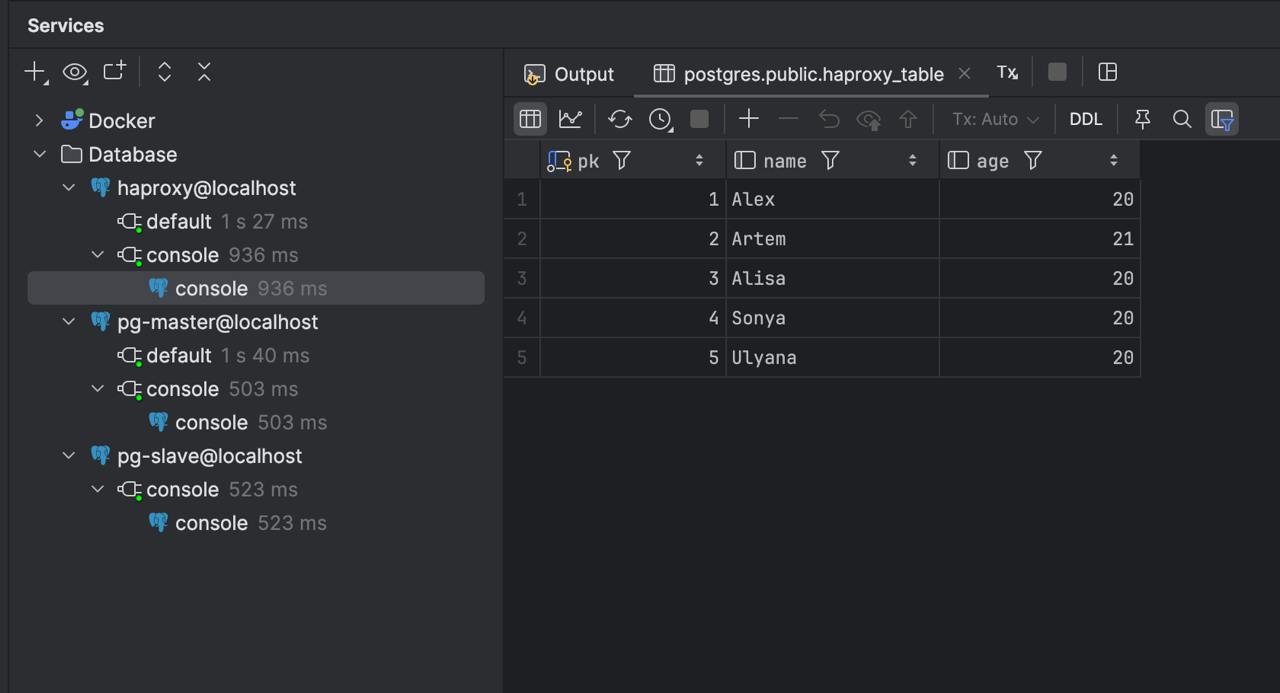 Services
Docker
Database
haproxy@localhost
default 1 s 27 ms
console 936 ms
console 936 ms
pg-master@localhost
default 1 s 40 ms
console 503 ms
console 503 ms
pg-slave@localhost
console 523 ms
console 523 ms
Output postgres.public.haproxy_table Tx
Tx: Auto DDL
pk name age
1 1 Alex 20
2 2 Artem 21
3 3 Alisa 20
4 4 Sonya 20
5 5 Ulyana 20